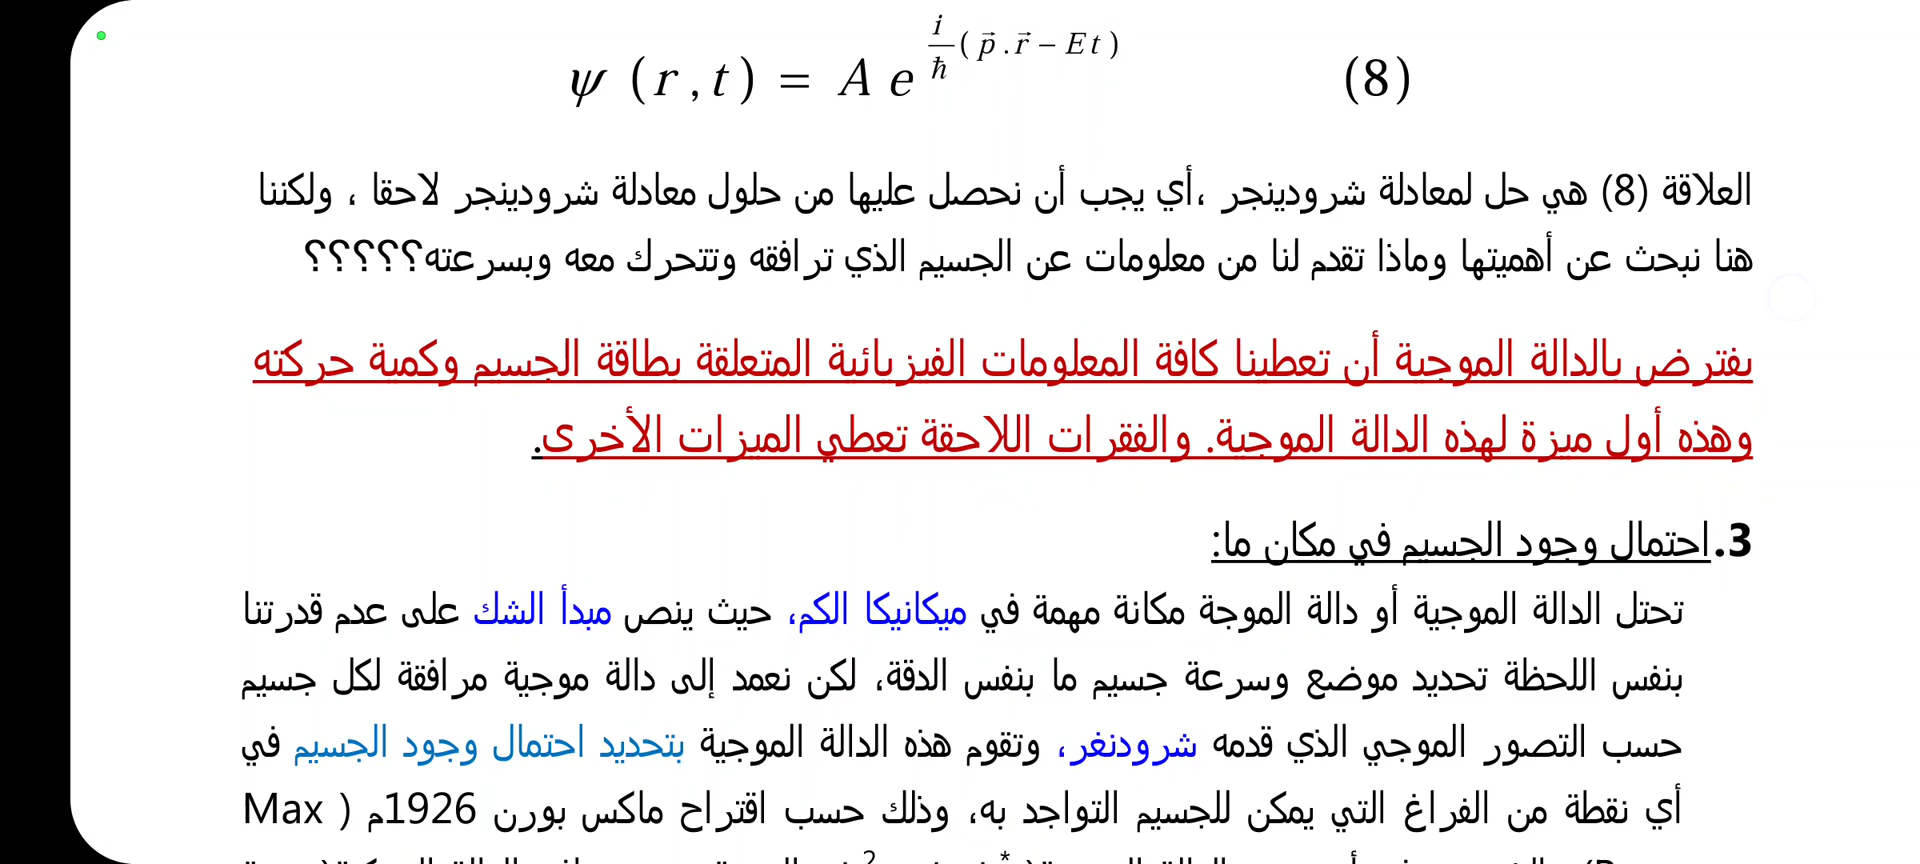 ψ (r,t) = A e^{\frac{i}{ħ}(\vec{p}.\vec{r} − Et)} (8)
العلاقة (8) هي حل لمعادلة شرودينجر ،أي يجب أن نحصل عليها من حلول معادلة شرودينجر لاحقا ، ولكننا
هنا نبحث عن أهميتها وماذا تقدم لنا من معلومات عن الجسيم الذي ترافقه وتتحرك معه وبسرعته؟؟؟؟؟
يفترض بالدالة الموجية أن تعطينا كافة المعلومات الفيزيائية المتعلقة بطاقة الجسيم وكمية حركته
وهذه أول ميزة لهذه الدالة الموجية. والفقرات اللاحقة تعطي الميزات الأخرى.
3.احتمال وجود الجسيم في مكان ما:
تحتل الدالة الموجية أو دالة الموجة مكانة مهمة في ميكانيكا الكم، حيث ينص مبدأ الشك على عدم قدرتنا
بنفس اللحظة تحديد موضع وسرعة جسيم ما بنفس الدقة، لكن نعمد إلى دالة موجية مرافقة لكل جسيم
حسب التصور الموجي الذي قدمه شرودنغر، وتقوم هذه الدالة الموجية بتحديد احتمال وجود الجسيم في
أي نقطة من الفراغ التي يمكن للجسيم التواجد به، وذلك حسب اقتراح ماكس بورن 1926م ( Max